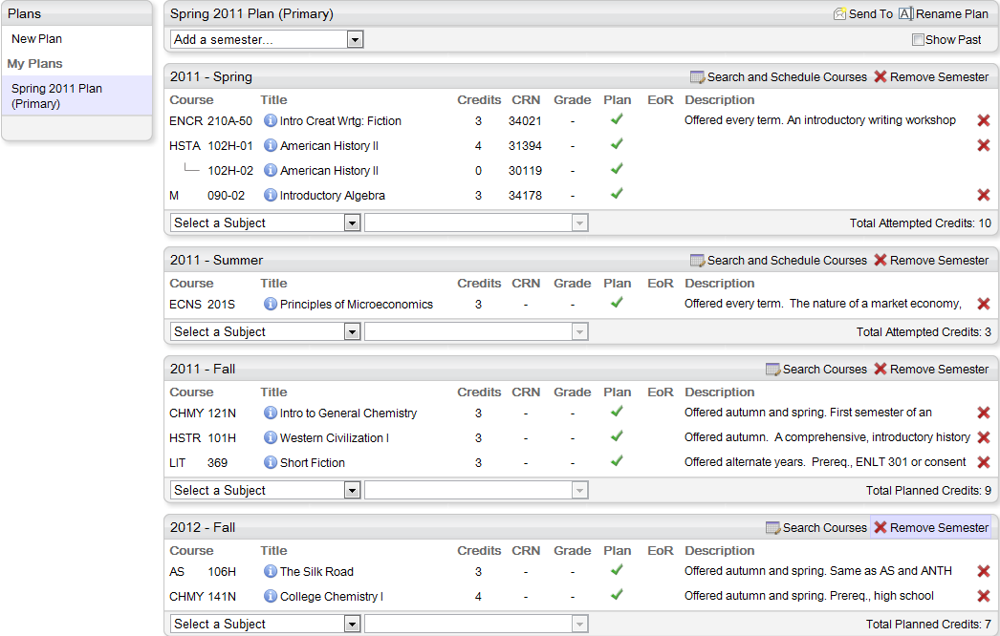 Plans
New Plan
My Plans
Spring 2011 Plan
(Primary)
Spring 2011 Plan (Primary) Send To Rename Plan
Add a semester... Show Past
2011 - Spring Search and Schedule Courses Remove Semester
Course Title Credits CRN Grade Plan EoR Description
ENCR 210A-50 Intro Creat Wrtg: Fiction 3 34021 - Offered every term. An introductory writing workshop
HSTA 102H-01 American History II 4 31394 -
102H-02 American History II 0 30119 -
M 090-02 Introductory Algebra 3 34178 -
Select a Subject Total Attempted Credits: 10
2011 - Summer Search and Schedule Courses Remove Semester
Course Title Credits CRN Grade Plan EoR Description
ECNS 201S Principles of Microeconomics 3 - - Offered every term. The nature of a market economy,
Select a Subject Total Attempted Credits: 3
2011 - Fall Search Courses Remove Semester
Course Title Credits CRN Grade Plan EoR Description
CHMY 121N Intro to General Chemistry 3 - - Offered autumn and spring. First semester of an
HSTR 101H Western Civilization I 3 - - Offered autumn. A comprehensive, introductory history
LIT 369 Short Fiction 3 - - Offered alternate years. Prereq., ENLT 301 or consent
Select a Subject Total Planned Credits: 9
2012 - Fall Search Courses Remove Semester
Course Title Credits CRN Grade Plan EoR Description
AS 106H The Silk Road 3 - - Offered autumn and spring. Same as AS and ANTH
CHMY 141N College Chemistry I 4 - - Offered autumn and spring. Prereq., high school
Select a Subject Total Planned Credits: 7